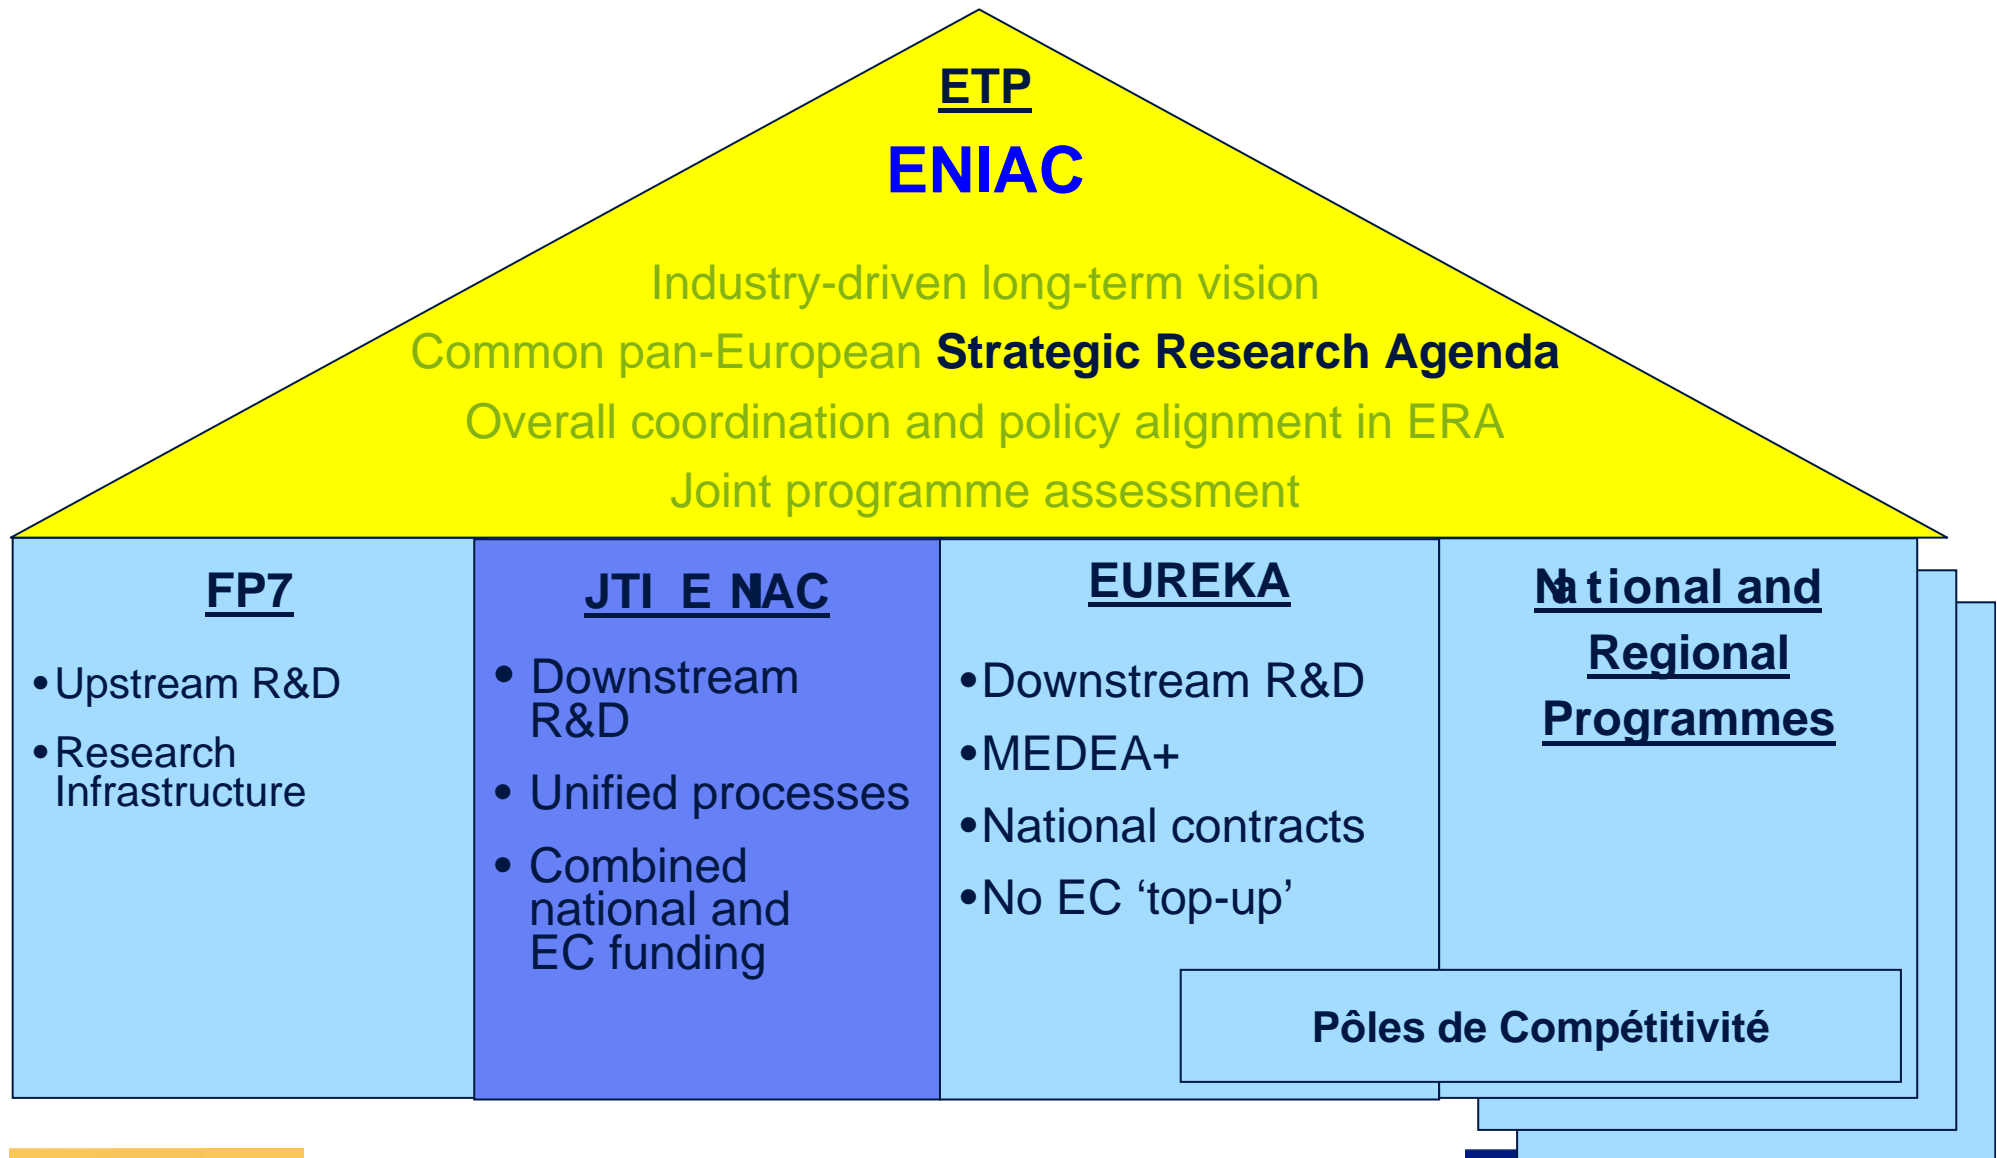 ETP
ENIAC
Industry-driven long-term vision
Common pan-European Strategic Research Agenda
Overall coordination and policy alignment in ERA
Joint programme assessment
FP7
•Upstream R&D
•Research
Infrastructure
JTI ENIAC
• Downstream
R&D
• Unified processes
• Combined
national and
EC funding
EUREKA
•Downstream R&D
•MEDEA+
•National contracts
•No EC ‘top-up’
National and
Regional
Programmes
Pôles de Compétitivité